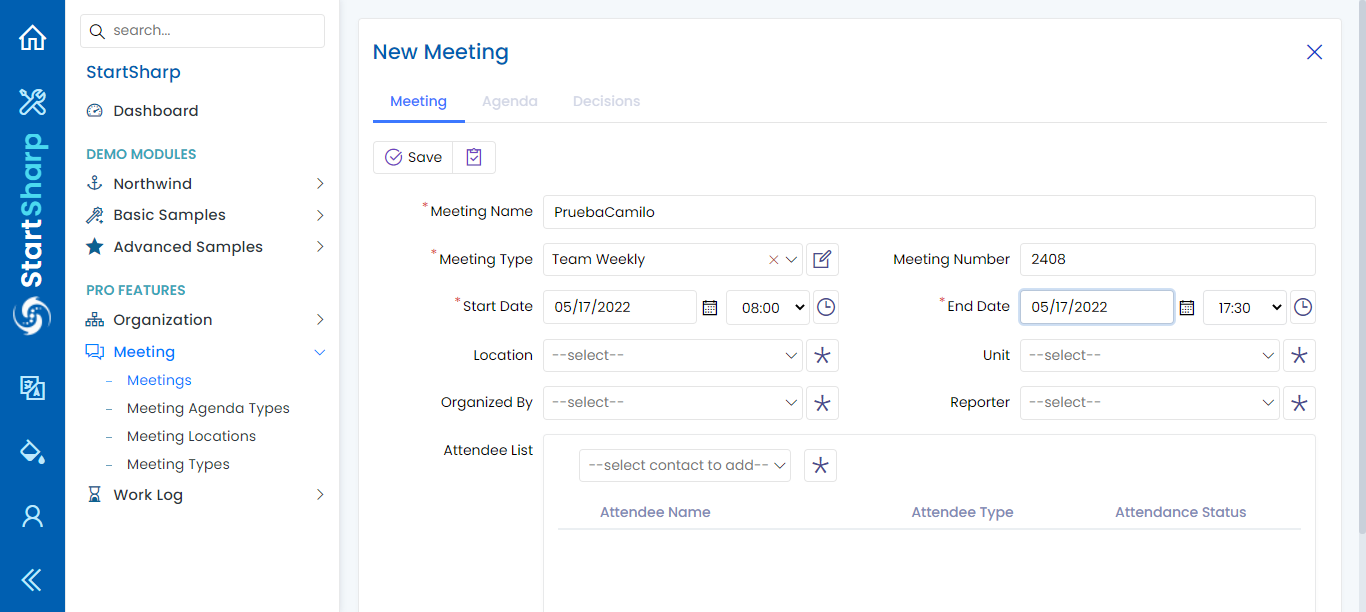 search...
StartSharp
StartSharp
Dashboard
DEMO MODULES
Northwind
Basic Samples
Advanced Samples
PRO FEATURES
Organization
Meeting
– Meetings
– Meeting Agenda Types
– Meeting Locations
– Meeting Types
Work Log
New Meeting
Meeting Agenda Decisions
Save
*Meeting Name PruebaCamilo
*Meeting Type Team Weekly Meeting Number 2408
*Start Date 05/17/2022 08:00 *End Date 05/17/2022 17:30
Location --select-- Unit --select--
Organized By --select-- Reporter --select--
Attendee List
--select contact to add--
Attendee Name Attendee Type Attendance Status